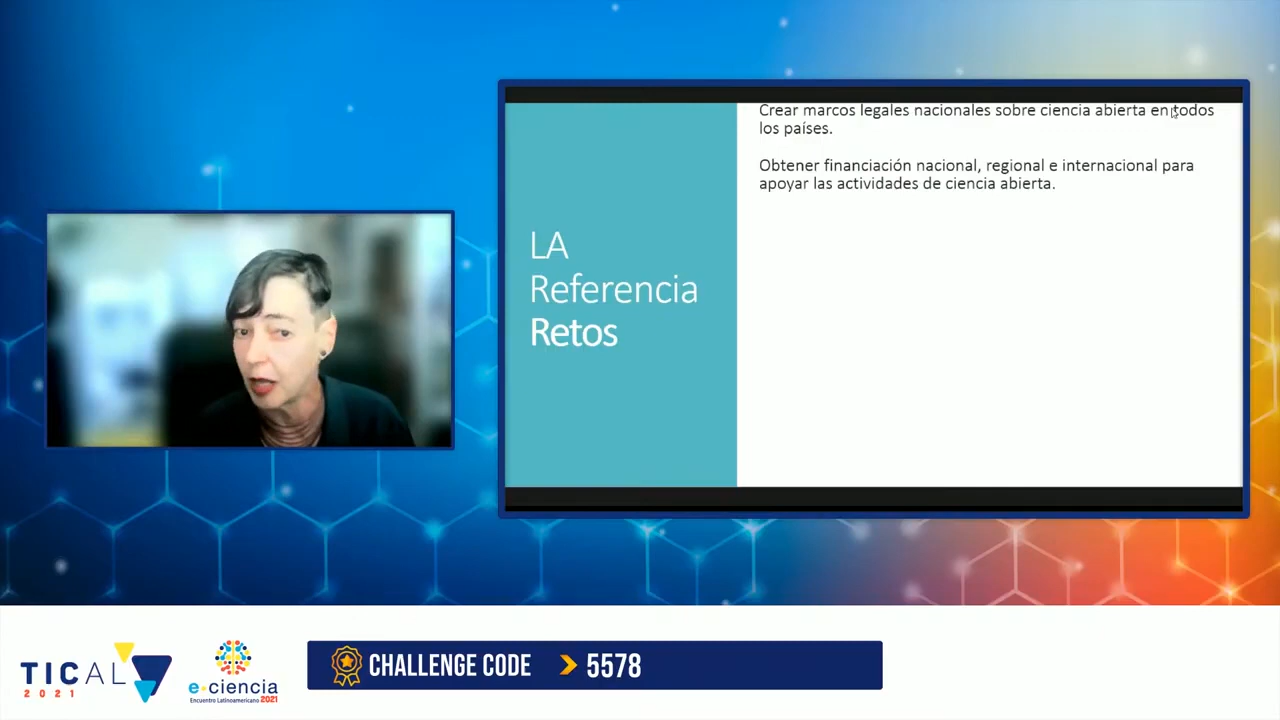 Crear marcos legales nacionales sobre ciencia abierta en todos
los países.
Obtener financiación nacional, regional e internacional para
apoyar las actividades de ciencia abierta.
LA
Referencia
Retos
TICAL
2021
e-ciencia
Encuentro Latinoamericano 2021
CHALLENGE CODE > 5578